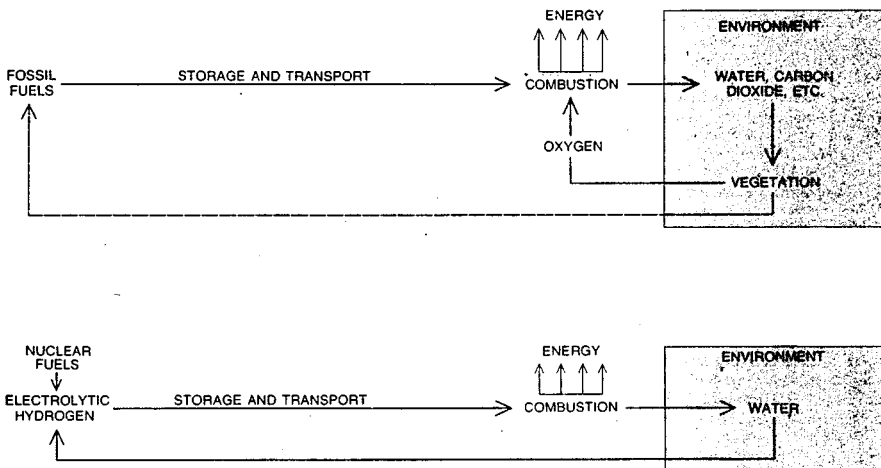 ENERGY
ENVIRONMENT
FOSSIL
FUELS
STORAGE AND TRANSPORT
COMBUSTION
WATER, CARBON
DIOXIDE, ETC.
OXYGEN
VEGETATION
NUCLEAR
FUELS
ENERGY
ENVIRONMENT
ELECTROLYTIC
HYDROGEN
STORAGE AND TRANSPORT
COMBUSTION
WATER